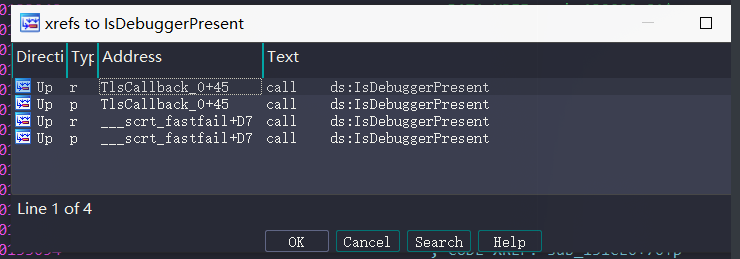 xrefs to IsDebuggerPresent
Directi Typ Address Text
Up r TlsCallback_0+45 call ds:IsDebuggerPresent
Up p TlsCallback_0+45 call ds:IsDebuggerPresent
Up r ___scrt_fastfail+D7 call ds:IsDebuggerPresent
Up p ___scrt_fastfail+D7 call ds:IsDebuggerPresent
Line 1 of 4
OK Cancel Search Help